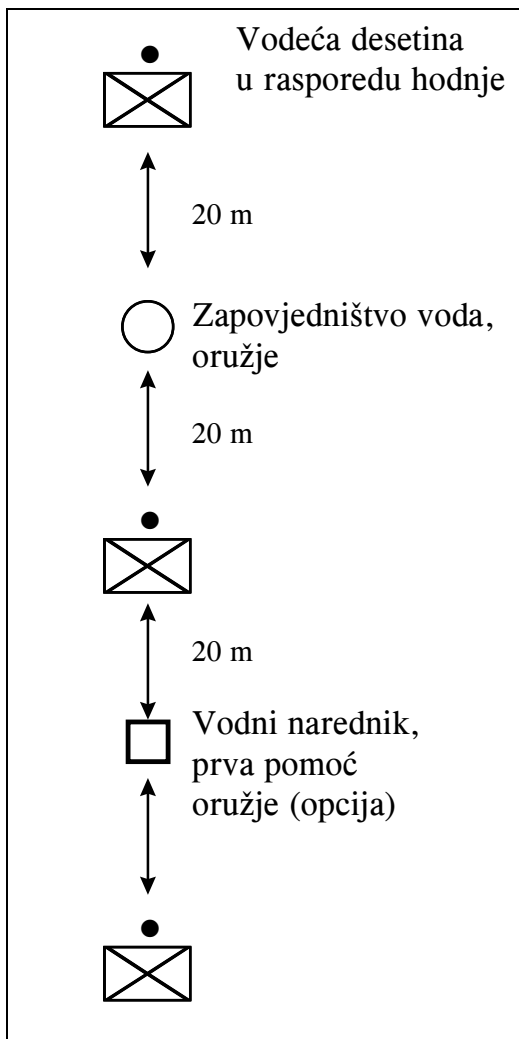 Vodeća desetina
u rasporedu hodnje
20 m
Zapovjedništvo voda,
oružje
20 m
20 m
Vodni narednik,
prva pomoć
oružje (opcija)